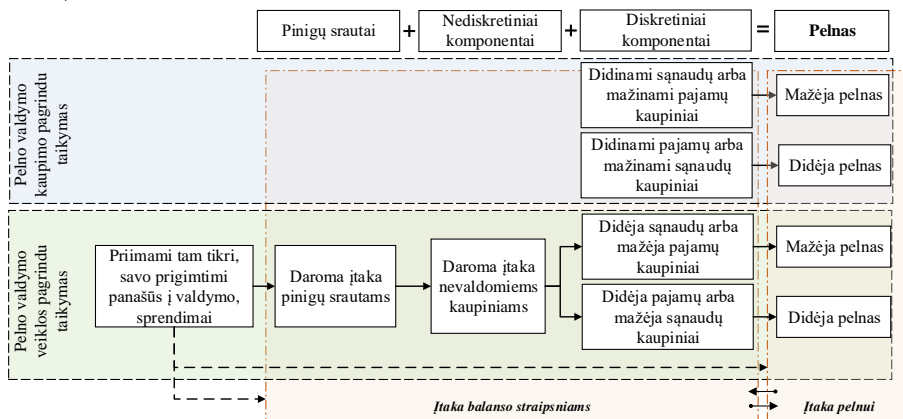 Pinigų srautai
+
Nediskretiniai
komponentai
+
Diskretiniai
komponentai
=
Pelnas
Pelno valdymo
kaupimo pagrindu
taikymas
Didinami sąnaudų arba
mažinami pajamų
kaupiniai
Mažėja pelnas
Didinami pajamų arba
mažinami sąnaudų
kaupiniai
Didėja pelnas
Pelno valdymo
veiklos pagrindu
taikymas
Priimami tam tikri,
savo prigimtimi
panašūs į valdymo,
sprendimai
Daroma įtaka
pinigų srautams
Daroma įtaka
nevaldomiems
kaupiniams
Didėja sąnaudų arba
mažėja pajamų
kaupiniai
Mažėja pelnas
Didėja pajamų arba
mažėja sąnaudų
kaupiniai
Didėja pelnas
Įtaka balanso straipsniams
Įtaka pelnui